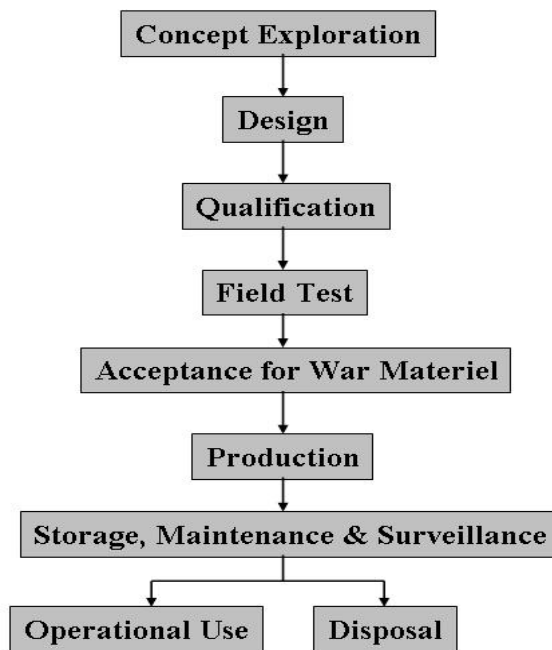 Concept Exploration
Design
Qualification
Field Test
Acceptance for War Materiel
Production
Storage, Maintenance & Surveillance
Operational Use
Disposal